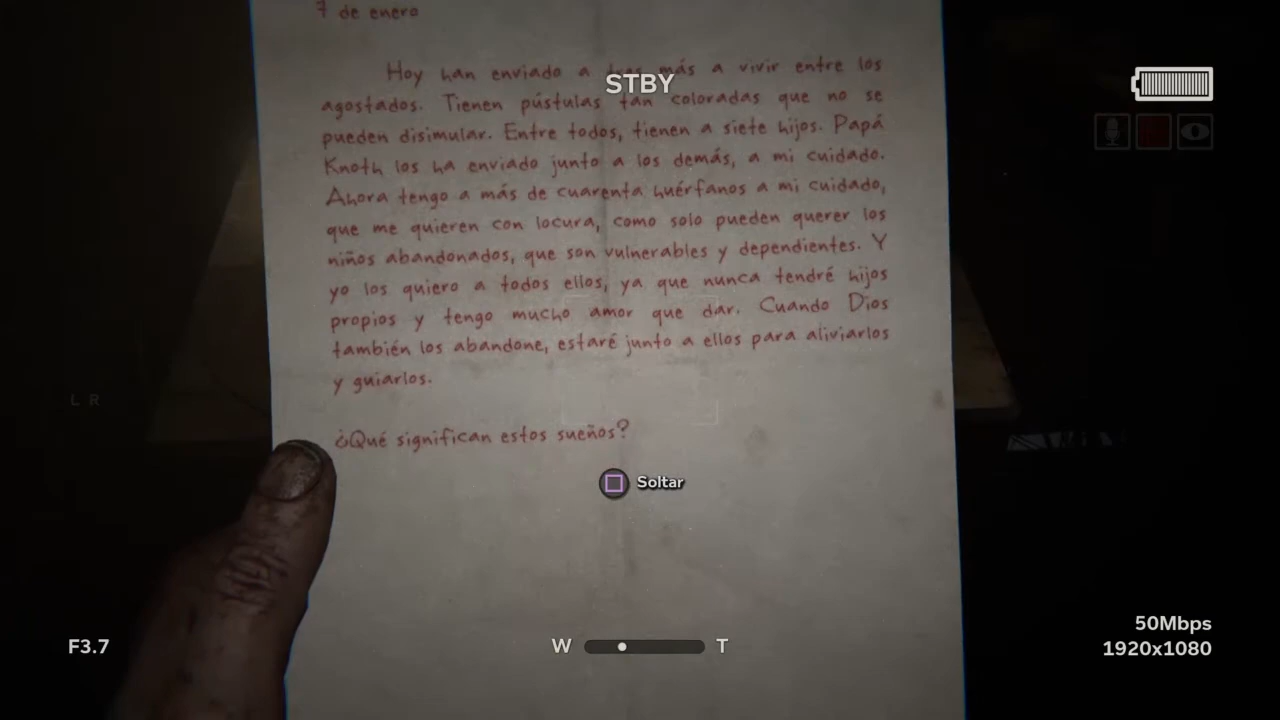 7 de enero
Hoy han enviado a tres más a vivir entre los
STBY
agostados. Tienen pústulas tan coloradas que no se
pueden disimular. Entre todos, tienen a siete hijos. Papá
Knoth los ha enviado junto a los demás, a mi cuidado.
Ahora tengo a más de cuarenta huérfanos a mi cuidado,
que me quieren con locura, como solo pueden querer los
niños abandonados, que son vulnerables y dependientes. Y
yo los quiero a todos ellos, ya que nunca tendré hijos
propios y tengo mucho amor que dar. Cuando Dios
también los abandone, estaré junto a ellos para aliviarlos
y guiarlos.
L R
¿Qué significan estos sueños?
Soltar
50Mbps
F3.7
W T
1920x1080